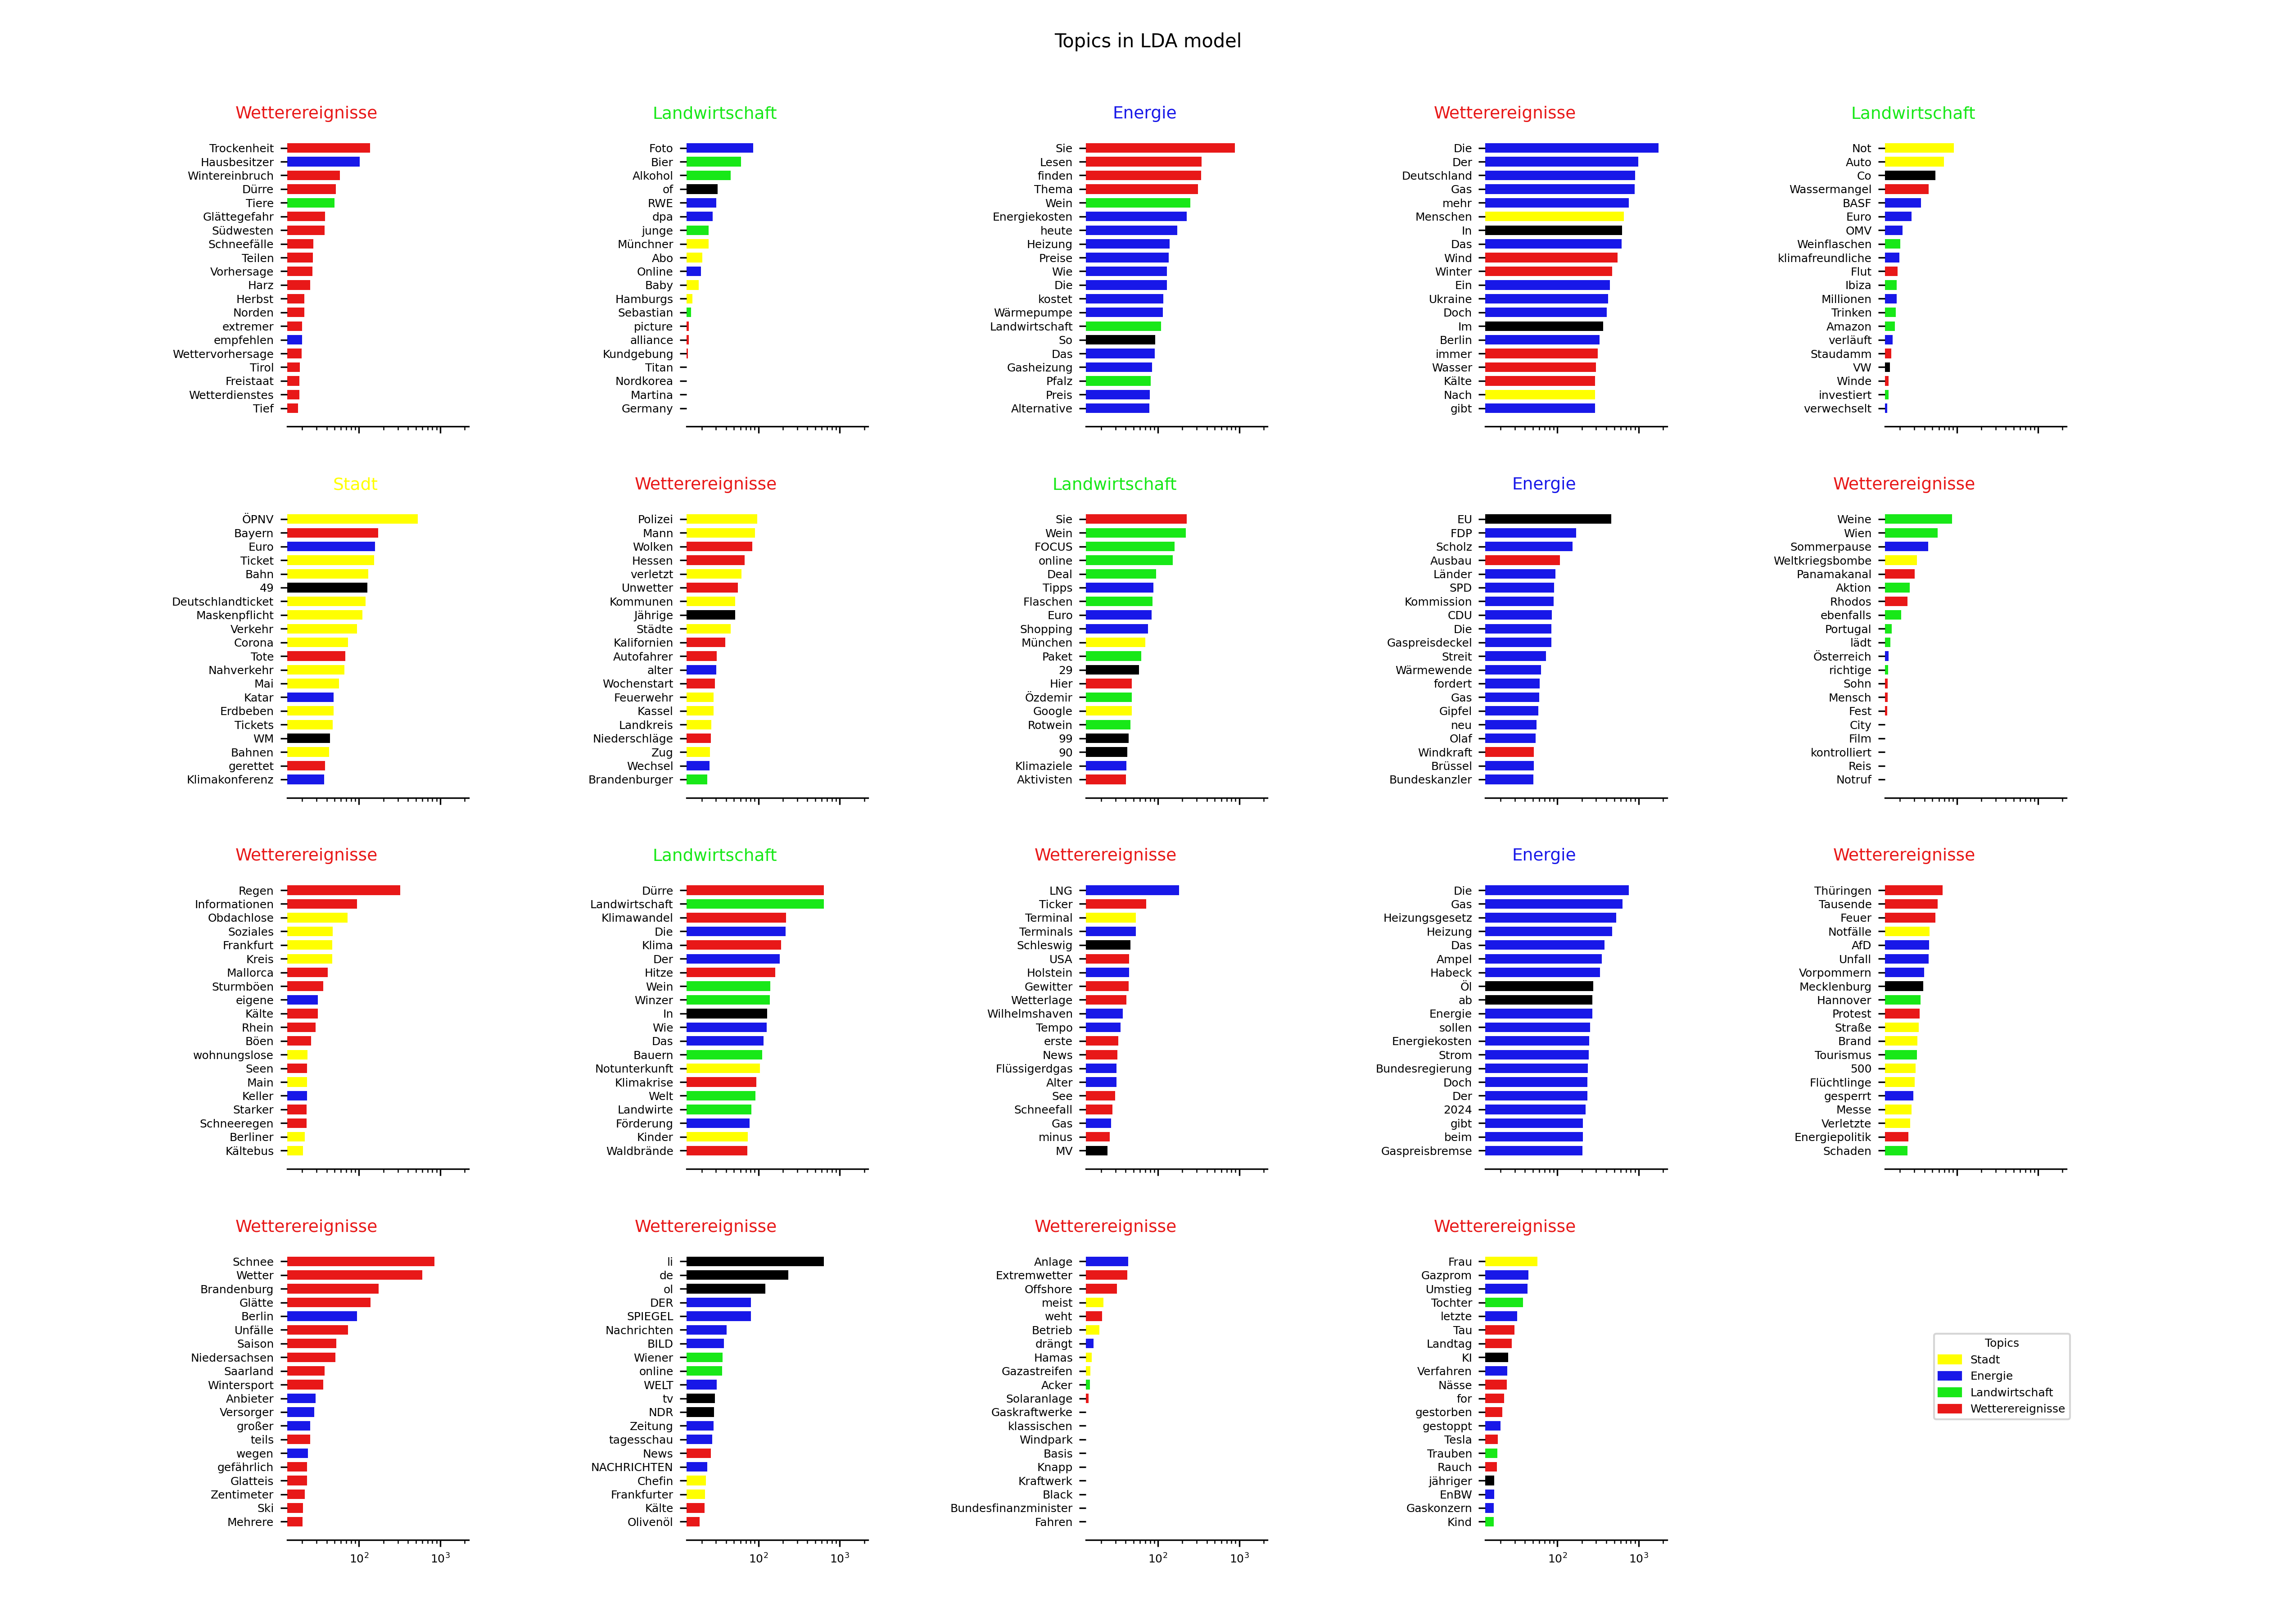 Topics in LDA model
Wetterereignisse
Trockenheit
Hausbesitzer
Wintereinbruch
Dürre
Tiere
Glättegefahr
Südwesten
Schneefälle
Teilen
Vorhersage
Harz
Herbst
Norden
extremer
empfehlen
Wettervorhersage
Tirol
Freistaat
Wetterdienstes
Tief
Landwirtschaft
Foto
Bier
Alkohol
of
RWE
dpa
junge
Münchner
Abo
Online
Baby
Hamburgs
Sebastian
picture
alliance
Kundgebung
Titan
Nordkorea
Martina
Germany
Energie
Sie
Lesen
finden
Thema
Wein
Energiekosten
heute
Heizung
Preise
Wie
Die
kostet
Wärmepumpe
Landwirtschaft
So
Das
Gasheizung
Pfalz
Preis
Alternative
Wetterereignisse
Die
Der
Deutschland
Gas
mehr
Menschen
In
Das
Wind
Winter
Ein
Ukraine
Doch
Im
Berlin
immer
Wasser
Kälte
Nach
gibt
Landwirtschaft
Not
Auto
Co
Wassermangel
BASF
Euro
OMV
Weinflaschen
klimafreundliche
Flut
Ibiza
Millionen
Trinken
Amazon
verläuft
Staudamm
VW
Winde
investiert
verwechselt
Stadt
ÖPNV
Bayern
Euro
Ticket
Bahn
49
Deutschlandticket
Maskenpflicht
Verkehr
Corona
Tote
Nahverkehr
Mai
Katar
Erdbeben
Tickets
WM
Bahnen
gerettet
Klimakonferenz
Wetterereignisse
Polizei
Mann
Wolken
Hessen
verletzt
Unwetter
Kommunen
Jährige
Städte
Kalifornien
Autofahrer
alter
Wochenstart
Feuerwehr
Kassel
Landkreis
Niederschläge
Zug
Wechsel
Brandenburger
Landwirtschaft
Sie
Wein
FOCUS
online
Deal
Tipps
Flaschen
Euro
Shopping
München
Paket
29
Hier
Özdemir
Google
Rotwein
99
90
Klimaziele
Aktivisten
Energie
EU
FDP
Scholz
Ausbau
Länder
SPD
Kommission
CDU
Die
Gaspreisdeckel
Streit
Wärmewende
fordert
Gas
Gipfel
neu
Olaf
Windkraft
Brüssel
Bundeskanzler
Wetterereignisse
Weine
Wien
Sommerpause
Weltkriegsbombe
Panamakanal
Aktion
Rhodos
ebenfalls
Portugal
lädt
Österreich
richtige
Sohn
Mensch
Fest
City
Film
kontrolliert
Reis
Notruf
Wetterereignisse
Regen
Informationen
Obdachlose
Soziales
Frankfurt
Kreis
Mallorca
Sturmböen
eigene
Kälte
Rhein
Böen
wohnungslose
Seen
Main
Keller
Starker
Schneeregen
Berliner
Kältebus
Landwirtschaft
Dürre
Landwirtschaft
Klimawandel
Die
Klima
Der
Hitze
Wein
Winzer
In
Wie
Das
Bauern
Notunterkunft
Klimakrise
Welt
Landwirte
Förderung
Kinder
Waldbrände
Wetterereignisse
LNG
Ticker
Terminal
Terminals
Schleswig
USA
Holstein
Gewitter
Wetterlage
Wilhelmshaven
Tempo
erste
News
Flüssigerdgas
Alter
See
Schneefall
Gas
minus
MV
Energie
Die
Gas
Heizungsgesetz
Heizung
Das
Ampel
Habeck
Öl
ab
Energie
sollen
Energiekosten
Strom
Bundesregierung
Doch
Der
2024
gibt
beim
Gaspreisbremse
Wetterereignisse
Thüringen
Tausende
Feuer
Notfälle
AfD
Unfall
Vorpommern
Mecklenburg
Hannover
Protest
Straße
Brand
Tourismus
500
Flüchtlinge
gesperrt
Messe
Verletzte
Energiepolitik
Schaden
Wetterereignisse
Schnee
Wetter
Brandenburg
Glätte
Berlin
Unfälle
Saison
Niedersachsen
Saarland
Wintersport
Anbieter
Versorger
großer
teils
wegen
gefährlich
Glatteis
Zentimeter
Ski
Mehrere
10² 10³
Wetterereignisse
li
de
ol
DER
SPIEGEL
Nachrichten
BILD
Wiener
online
WELT
tv
NDR
Zeitung
tagesschau
News
NACHRICHTEN
Chefin
Frankfurter
Kälte
Olivenöl
10² 10³
Wetterereignisse
Anlage
Extremwetter
Offshore
meist
weht
Betrieb
drängt
Hamas
Gazastreifen
Acker
Solaranlage
Gaskraftwerke
klassischen
Windpark
Basis
Knapp
Kraftwerk
Black
Bundesfinanzminister
Fahren
10² 10³
Wetterereignisse
Frau
Gazprom
Umstieg
Tochter
letzte
Tau
Landtag
KI
Verfahren
Nässe
for
gestorben
gestoppt
Tesla
Trauben
Rauch
jähriger
EnBW
Gaskonzern
Kind
10² 10³
Topics
Stadt
Energie
Landwirtschaft
Wetterereignisse